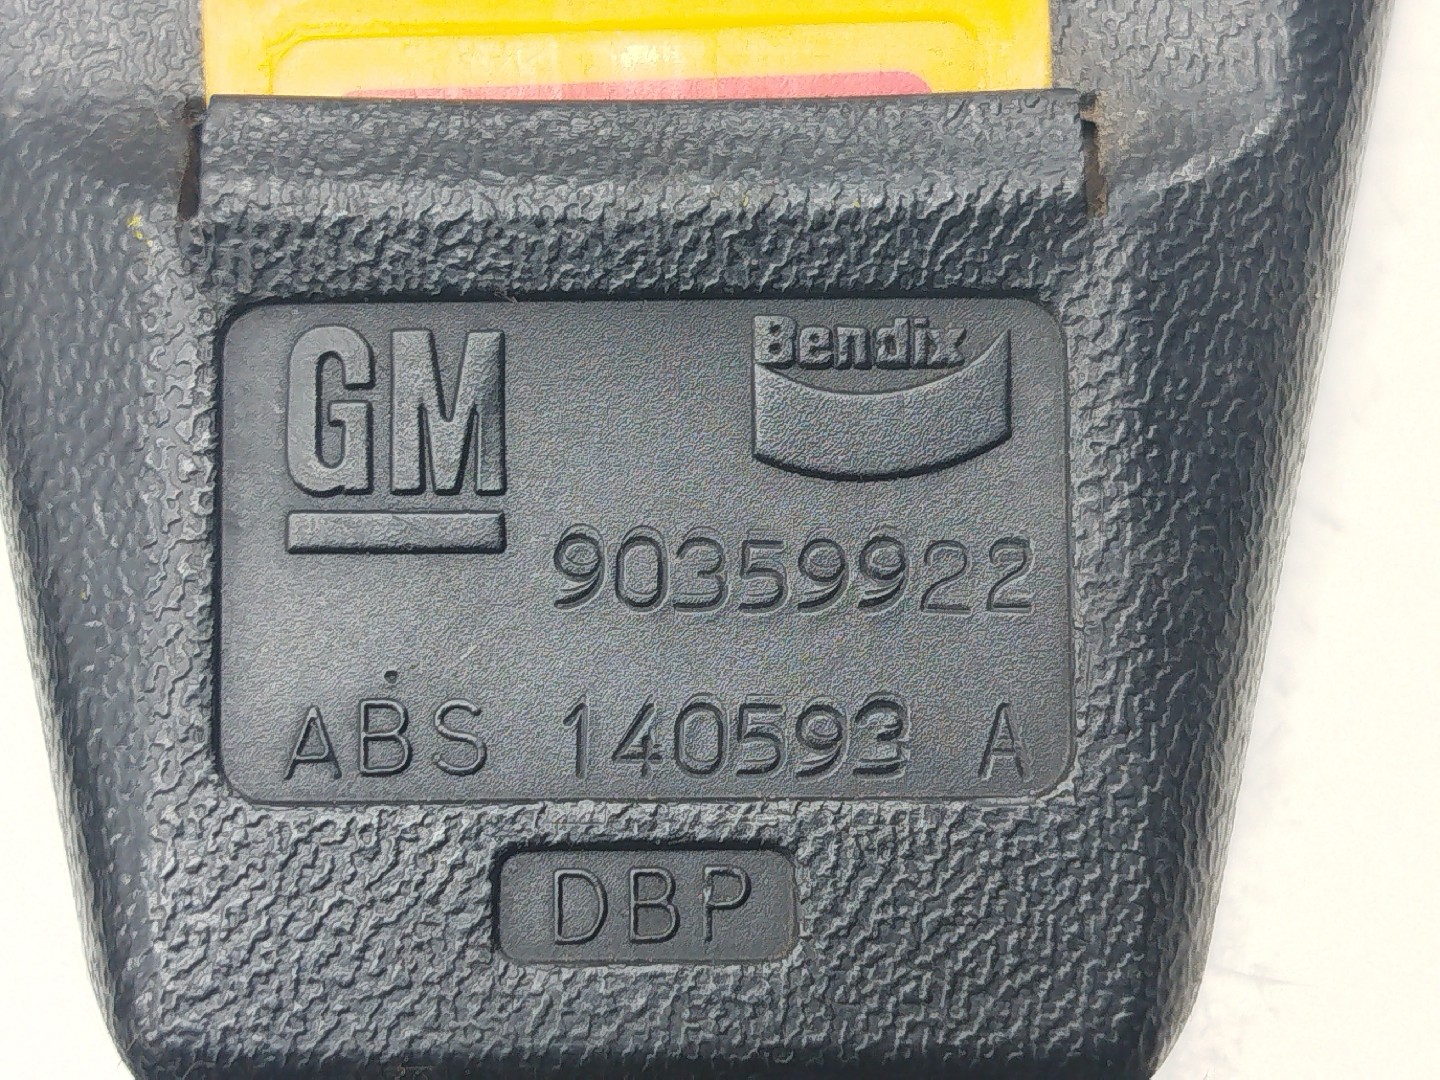 GM
Bendix
90359922
ABS 140593 A
DBP